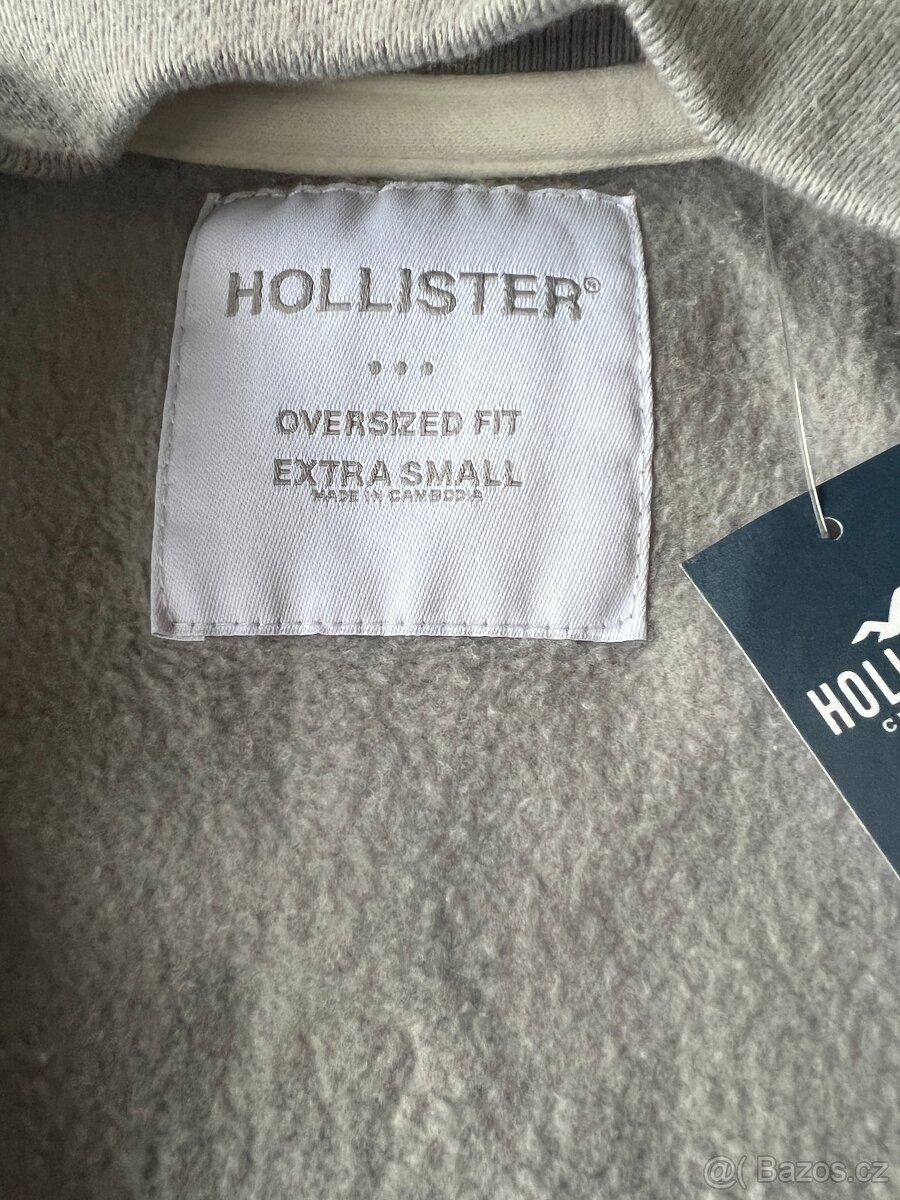 HOLLISTER®
OVERSIZED FIT
EXTRA SMALL
MADE IN CAMBODIA
HOLL
C
@( Bazos.cz